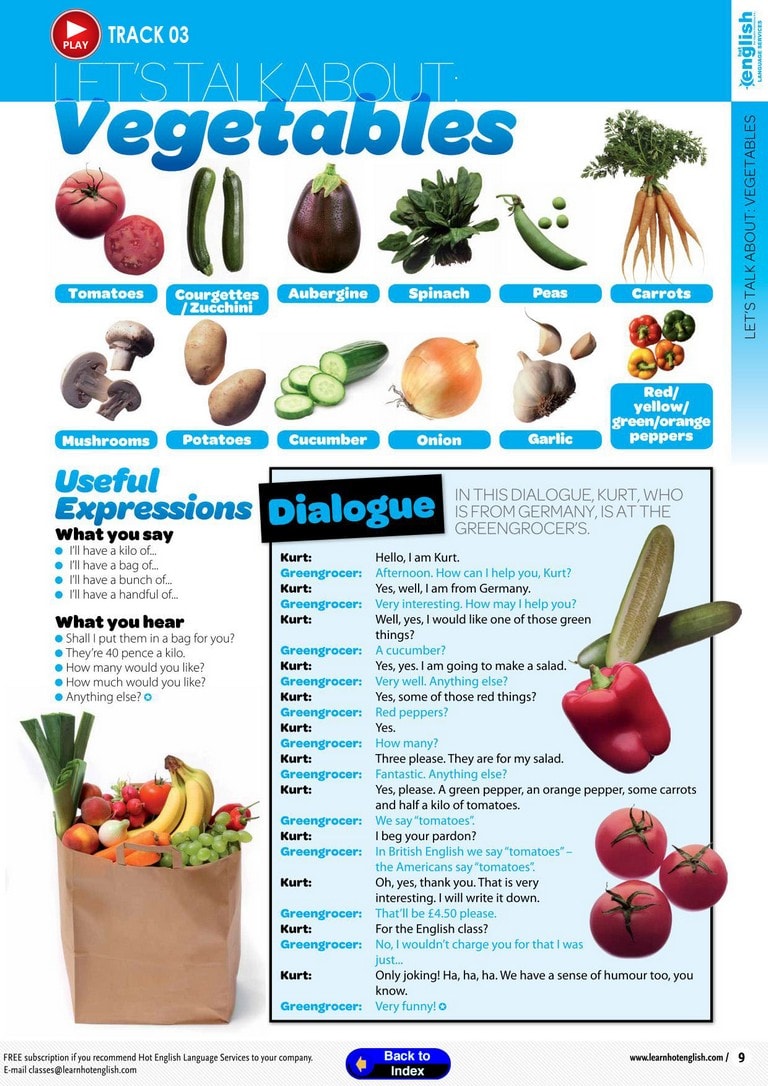 PLAY
TRACK 03
LET'S TALK ABOUT:
Vegetables
english
LANGUAGE SERVICES
LET'S TALK ABOUT: VEGETABLES
Tomatoes
Courgettes
/Zucchini
Aubergine
Spinach
Peas
Carrots
Mushrooms
Potatoes
Cucumber
Onion
Garlic
Red/
yellow/
green/orange
peppers
Useful
Expressions
What you say
I'll have a kilo of...
I'll have a bag of...
I'll have a bunch of...
I'll have a handful of...
What you hear
Shall I put them in a bag for you?
They're 40 pence a kilo.
How many would you like?
How much would you like?
Anything else?
Dialogue
IN THIS DIALOGUE, KURT, WHO
IS FROM GERMANY, IS AT THE
GREENGROCER'S.
Kurt: Hello, I am Kurt.
Greengrocer: Afternoon. How can I help you, Kurt?
Kurt: Yes, well, I am from Germany.
Greengrocer: Very interesting. How may I help you?
Kurt: Well, yes, I would like one of those green
things?
Greengrocer: A cucumber?
Kurt: Yes, yes. I am going to make a salad.
Greengrocer: Very well. Anything else?
Kurt: Yes, some of those red things?
Greengrocer: Red peppers?
Kurt: Yes.
Greengrocer: How many?
Kurt: Three please. They are for my salad.
Greengrocer: Fantastic. Anything else?
Kurt: Yes, please. A green pepper, an orange pepper, some carrots
and half a kilo of tomatoes.
Greengrocer: We say "tomatoes".
Kurt: I beg your pardon?
Greengrocer: In British English we say "tomatoes" –
the Americans say "tomatoes".
Kurt: Oh, yes, thank you. That is very
interesting. I will write it down.
Greengrocer: That'll be £4.50 please.
Kurt: For the English class?
Greengrocer: No, I wouldn't charge you for that I was
just...
Kurt: Only joking! Ha, ha, ha. We have a sense of humour too, you
know.
Greengrocer: Very funny!
FREE subscription if you recommend Hot English Language Services to your company.
E-mail classes@learnhotenglish.com
Back to
Index
www.learnhotenglish.com / 9